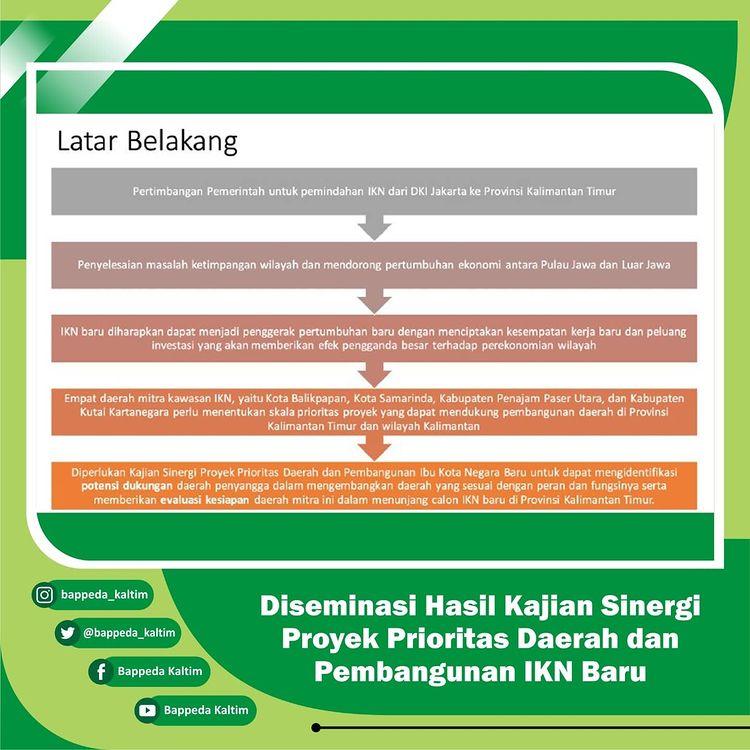 Latar Belakang
Pertimbangan Pemerintah untuk pemindahan IKN dari DKI Jakarta ke Provinsi Kalimantan Timur
Penyelesaian masalah ketimpangan wilayah dan mendorong pertumbuhan ekonomi antara Pulau Jawa dan Luar Jawa
IKN baru diharapkan dapat menjadi penggerak pertumbuhan baru dengan menciptakan kesempatan kerja baru dan peluang
investasi yang akan memberikan efek pengganda besar terhadap perekonomian wilayah
Empat daerah mitra kawasan IKN, yaitu Kota Balikpapan, Kota Samarinda, Kabupaten Penajam Paser Utara, dan Kabupaten
Kutai Kartanegara perlu menentukan skala prioritas proyek yang dapat mendukung pembangunan daerah di Provinsi
Kalimantan Timur dan wilayah Kalimantan
Diperlukan Kajian Sinergi Proyek Prioritas Daerah dan Pembangunan Ibu Kota Negara Baru untuk dapat mengidentifikasi
potensi dukungan daerah penyangga dalam mengembangkan daerah yang sesuai dengan peran dan fungsinya serta
memberikan evaluasi kesiapan daerah mitra ini dalam menunjang calon IKN baru di Provinsi Kalimantan Timur.
bappeda_kaltim
@bappeda_kaltim
Bappeda Kaltim
Bappeda Kaltim
Diseminasi Hasil Kajian Sinergi
Proyek Prioritas Daerah dan
Pembangunan IKN Baru